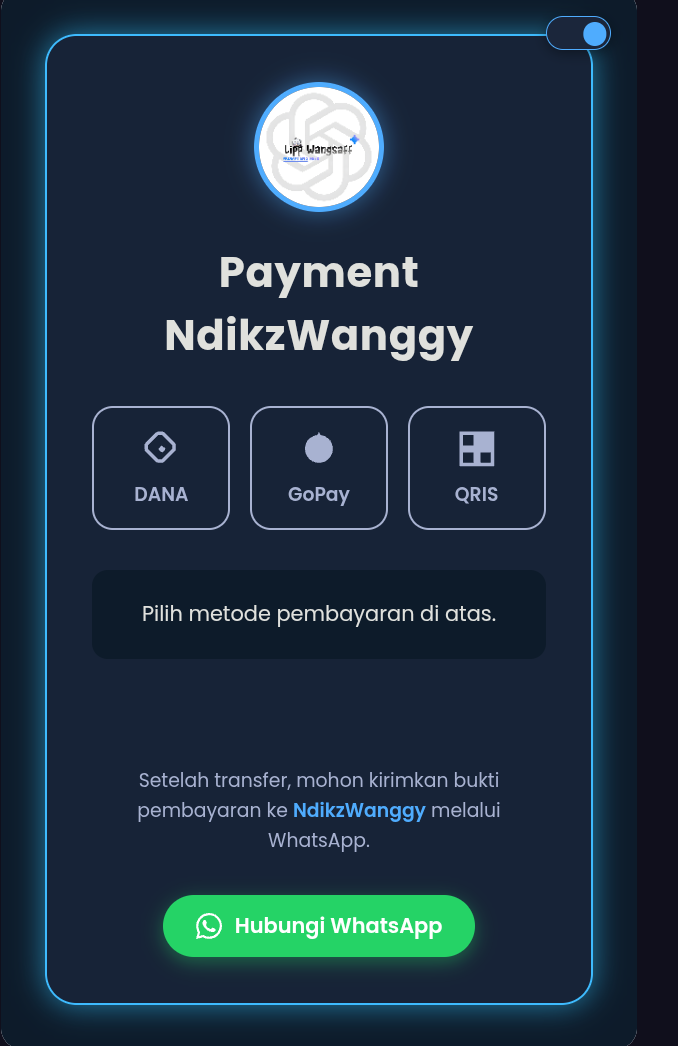 Lipp Wangsaff
Payment
NdikzWanggy
DANA
GoPay
QRIS
Pilih metode pembayaran di atas.
Setelah transfer, mohon kirimkan bukti
pembayaran ke NdikzWanggy melalui
WhatsApp.
Hubungi WhatsApp